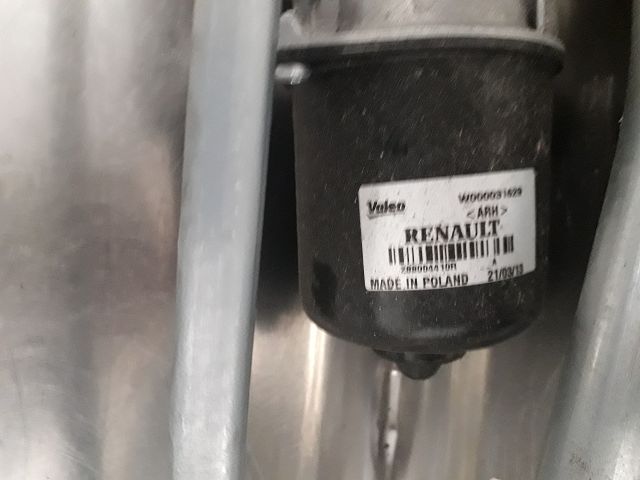 Valeo W000031629
<ARH>
RENAULT
A
MADE IN POLAND 21/03/13